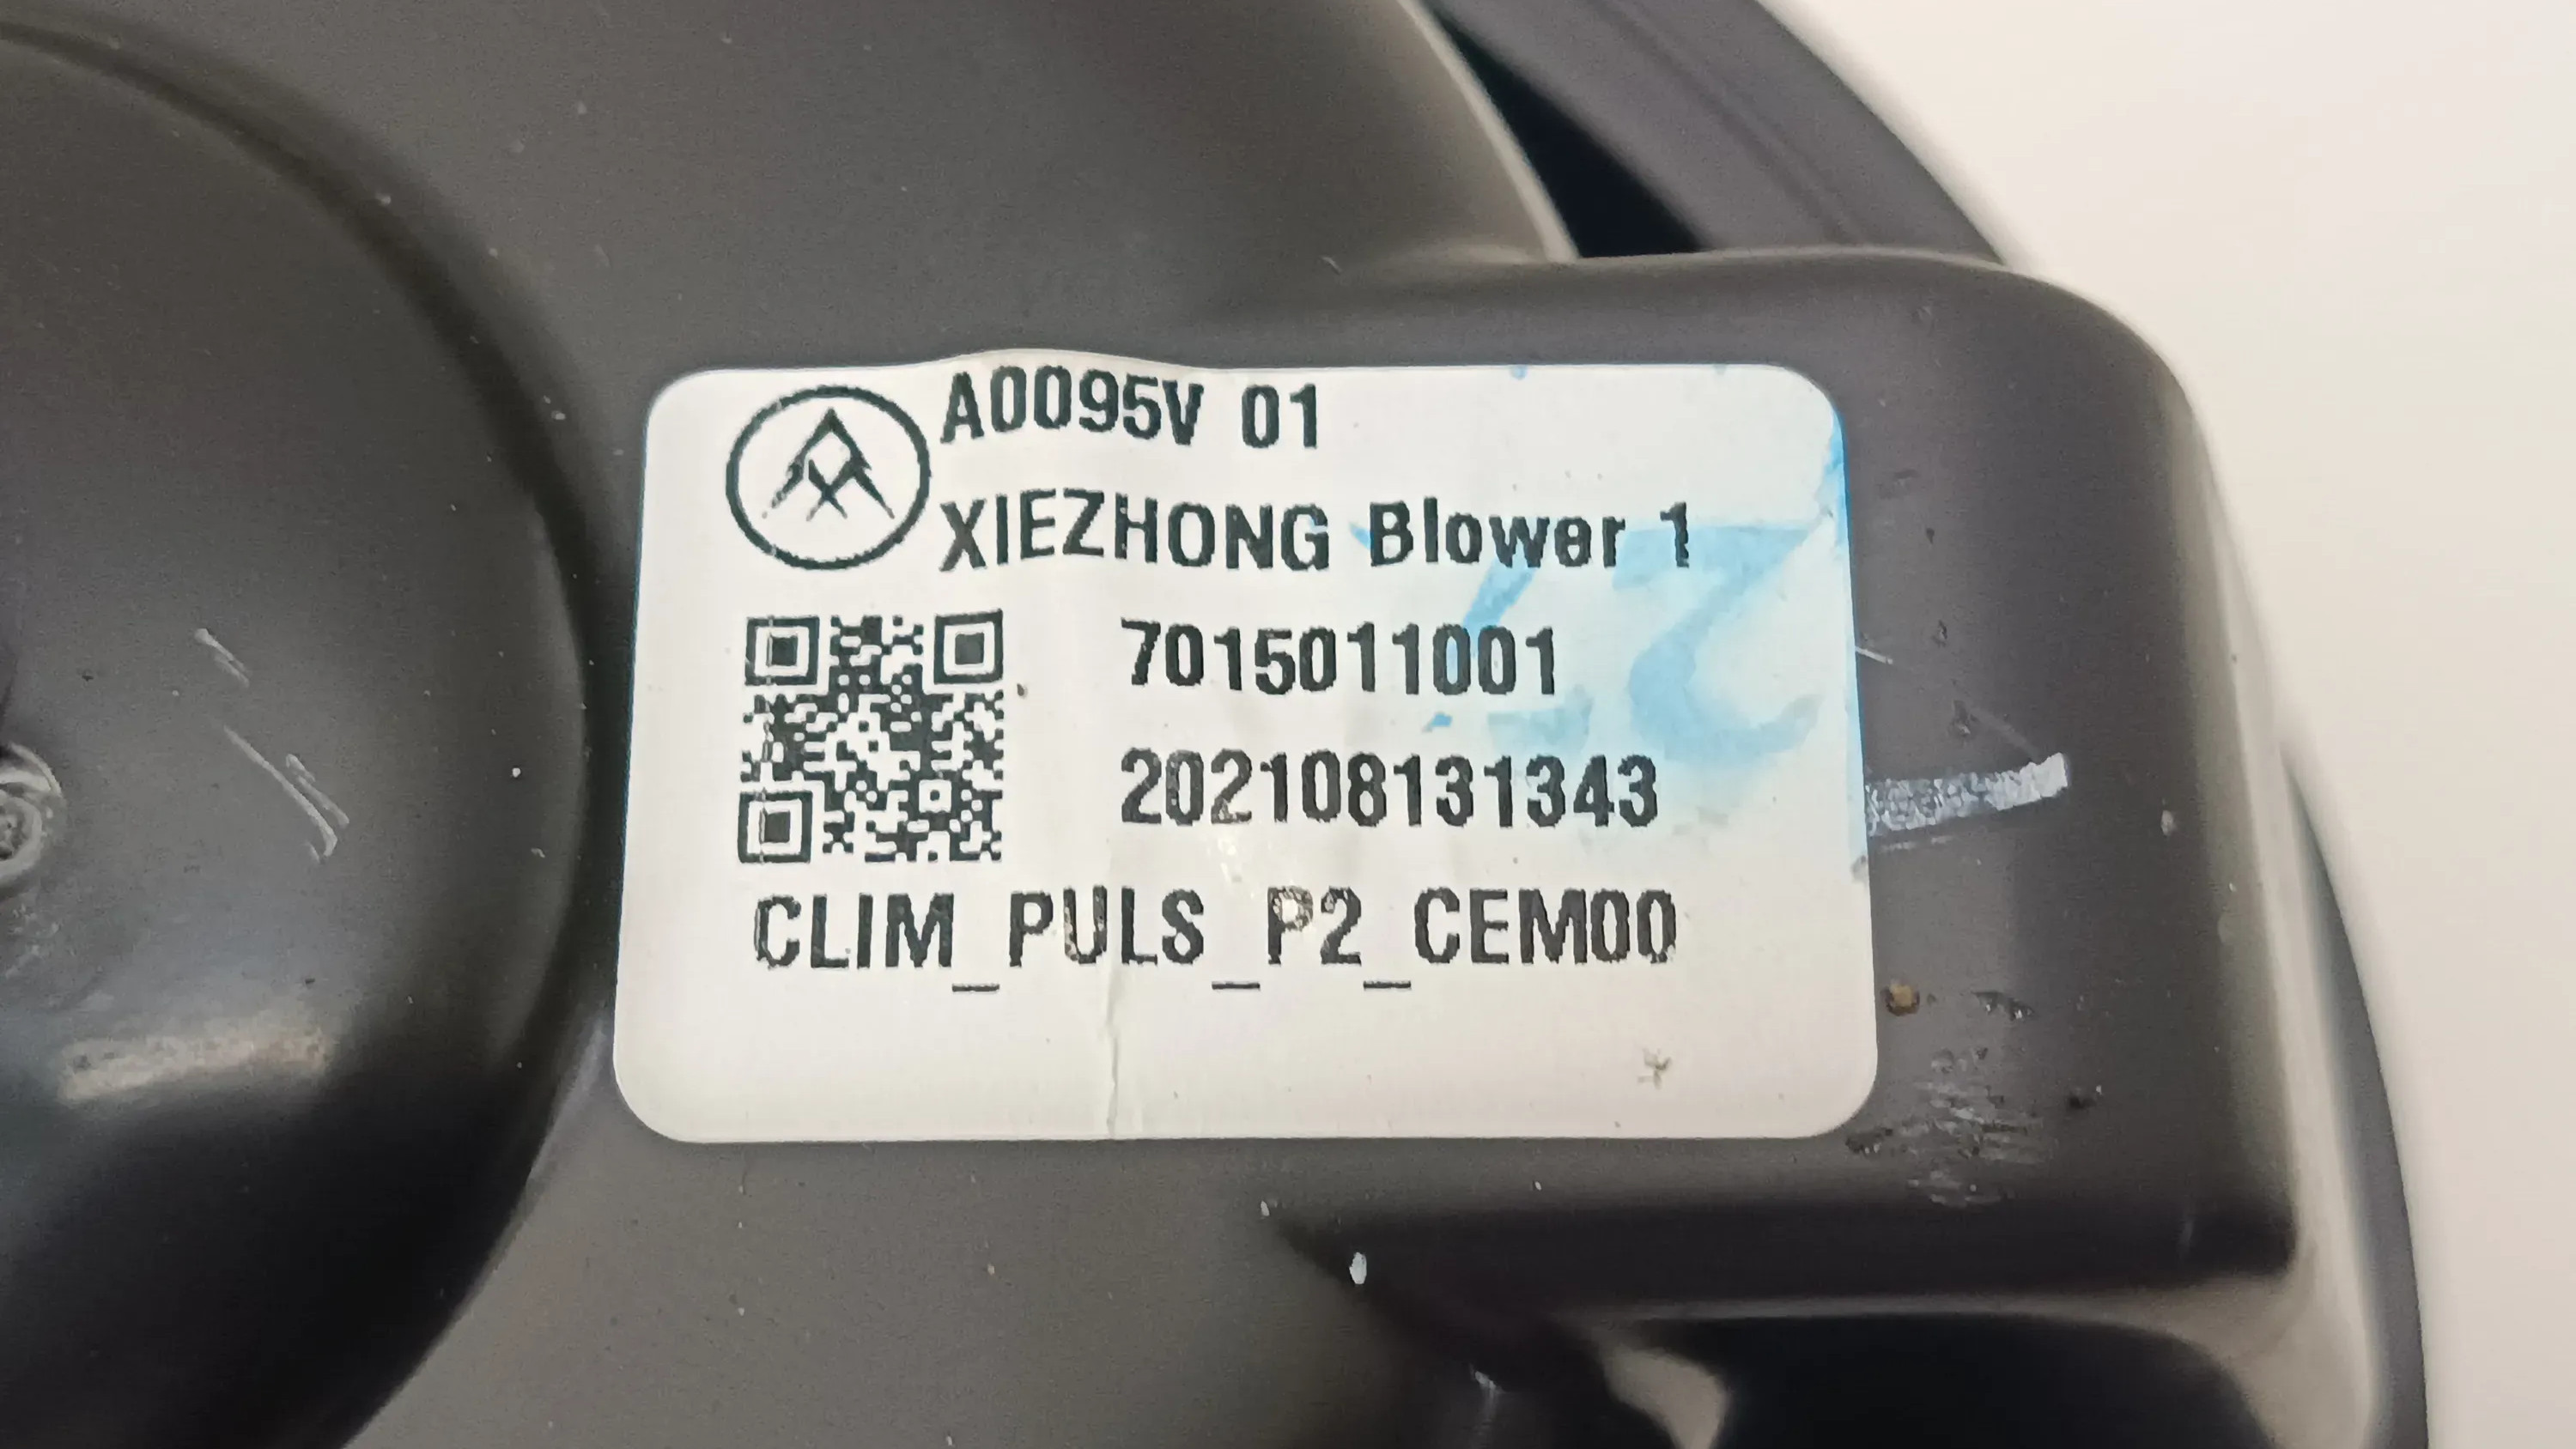 A0095V 01
XIEZHONG Blower 1
7015011001
202108131343
CLIM_PULS_P2_CEM00